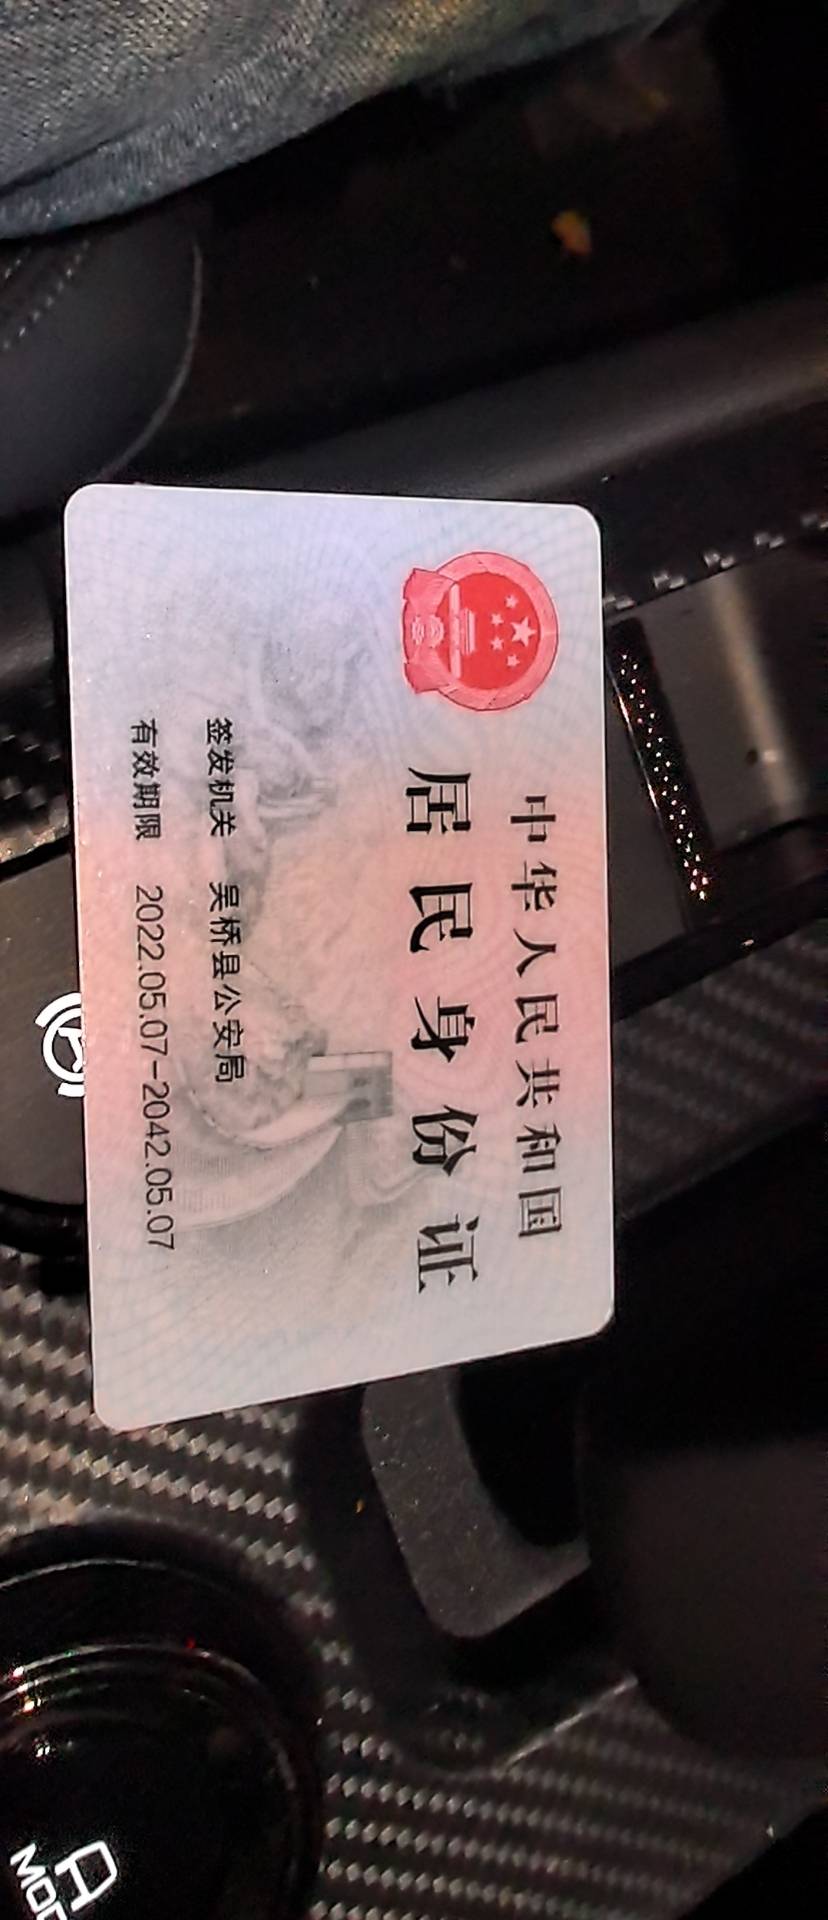 中华人民共和国
居民身份证
签发机关 吴桥县公安局
有效期限 2022.05.07-2042.05.07
A